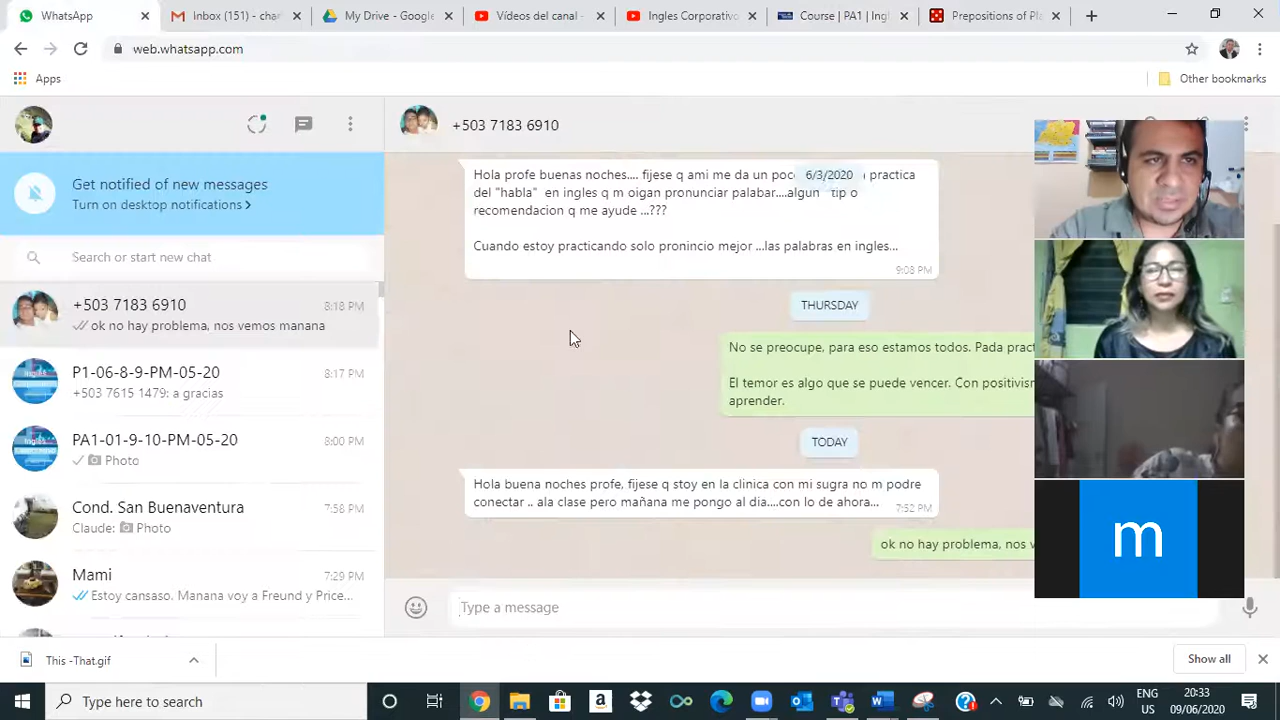 WhatsApp
Inbox (151) - cha
My Drive - Google
Vídeos del canal -
Ingles Corporativo
Course | PA1 | Ingl
Prepositions of Pla
web.whatsapp.com
Apps
Other bookmarks
+503 7183 6910
Get notified of new messages
Turn on desktop notifications >
Search or start new chat
+503 7183 6910
8:18 PM
ok no hay problema, nos vemos manana
P1-06-8-9-PM-05-20
8:17 PM
+503 7615 1479: a gracias
PA1-01-9-10-PM-05-20
8:00 PM
Photo
Cond. San Buenaventura
7:58 PM
Claude: Photo
Mami
7:29 PM
Estoy cansaso. Manana voy a Freund y Price...
Hola profe buenas noches.... fijese q ami me da un poc 6/3/2020 practica
del "habla" en ingles q m oigan pronunciar palabar....algun tip o
recomendacion q me ayude ...???
Cuando estoy practicando solo pronincio mejor ...las palabras en ingles...
9:03 PM
THURSDAY
No se preocupe, para eso estamos todos. Pada pract
El temor es algo que se puede vencer. Con positivism
aprender.
TODAY
Hola buena noches profe, fijese q stoy en la clinica con mi sugra no m podre
conectar .. ala clase pero mañana me pongo al dia....con lo de ahora...
7:52 PM
ok no hay problema, nos v
Type a message
m
This -That.gif
Show all
Type here to search
ENG
US
20:33
09/06/2020